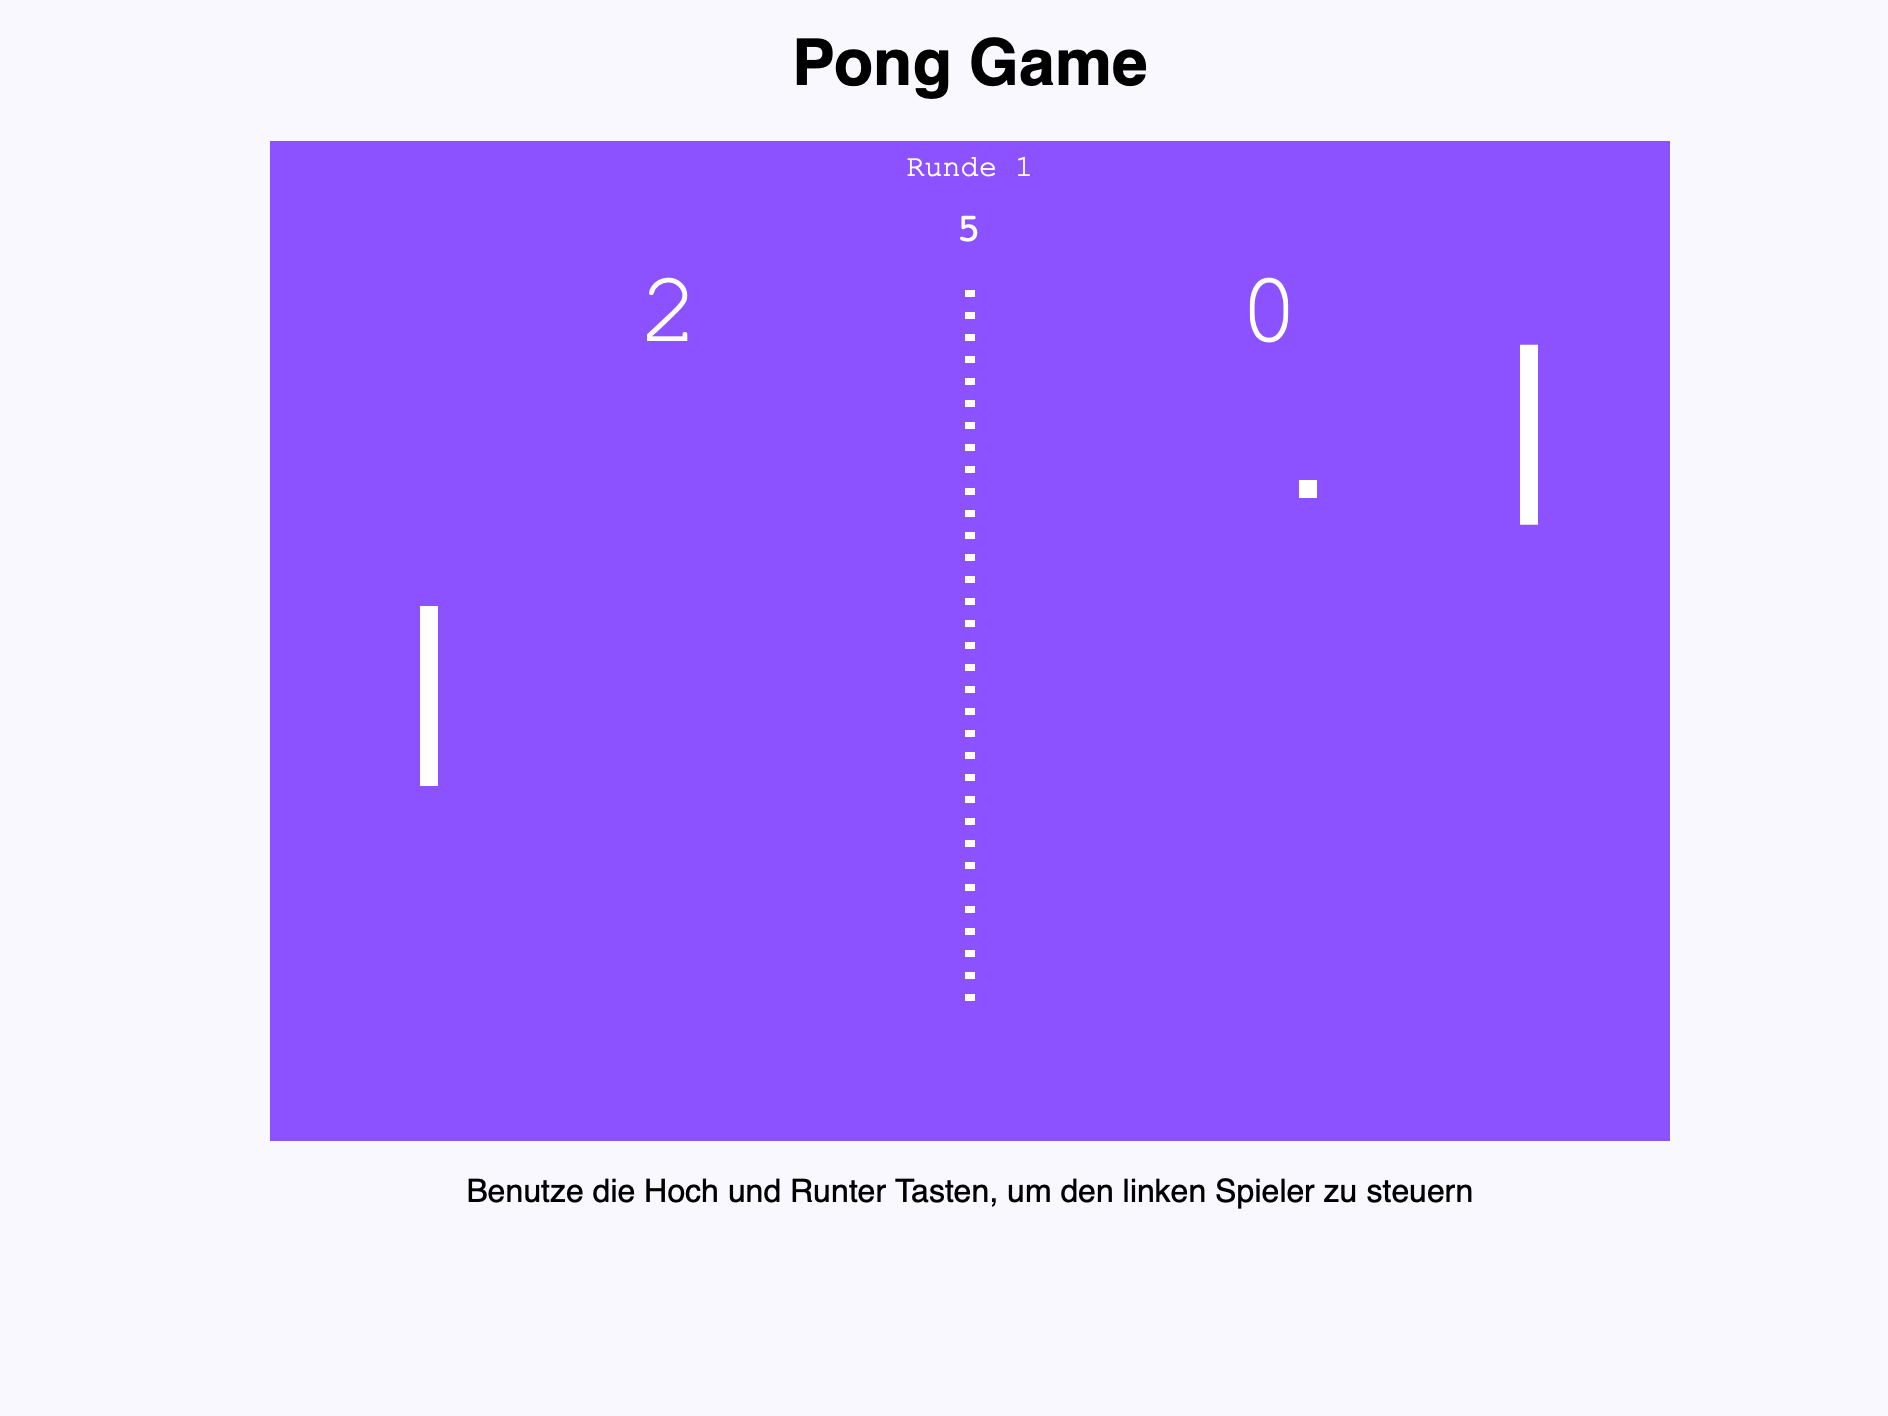 Pong Game
Runde 1
5
2 0
Benutze die Hoch und Runter Tasten, um den linken Spieler zu steuern